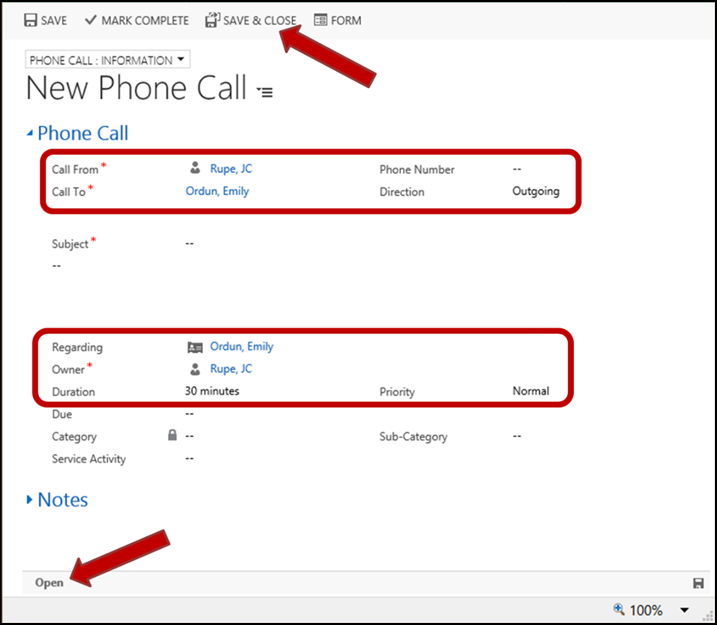 SAVE MARK COMPLETE SAVE & CLOSE FORM
PHONE CALL : INFORMATION
New Phone Call
Phone Call
Call From * Rupe, JC Phone Number --
Call To * Ordun, Emily Direction Outgoing
Subject * --
--
Regarding Ordun, Emily
Owner * Rupe, JC
Duration 30 minutes Priority Normal
Due --
Category -- Sub-Category --
Service Activity --
Notes
Open
100%